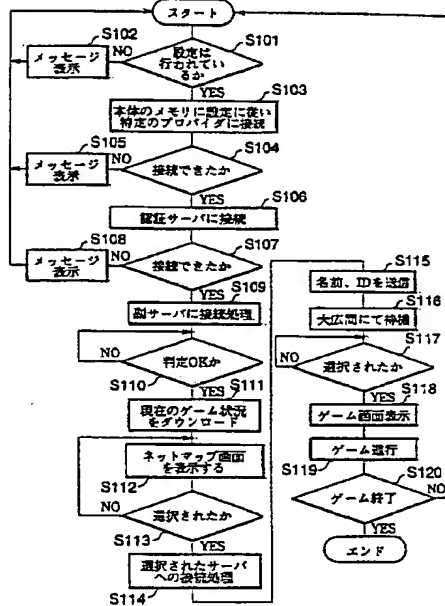 スタート
S101
設定は
行われてい
るか
NO
YES
S102
メッセージ
表示
S103
本体のメモリに設定に従い
特定のプロバイダに接続
S104
接続できたか
NO
YES
S105
メッセージ
表示
S106
認証サーバに接続
S107
接続できたか
NO
YES
S108
メッセージ
表示
S109
副サーバに接続処理
判定OKか
NO
S110
YES
S111
現在のゲーム状況
をダウンロード
ネットマップ画面
を表示する
S112
選択されたか
NO
S113
YES
選択されたサーバ
への接続処理
S114
S115
名前、IDを送信
S116
大広間にて待機
S117
選択されたか
NO
YES
S118
ゲーム画面表示
ゲーム進行
S119
S120
ゲーム終了
NO
YES
エンド